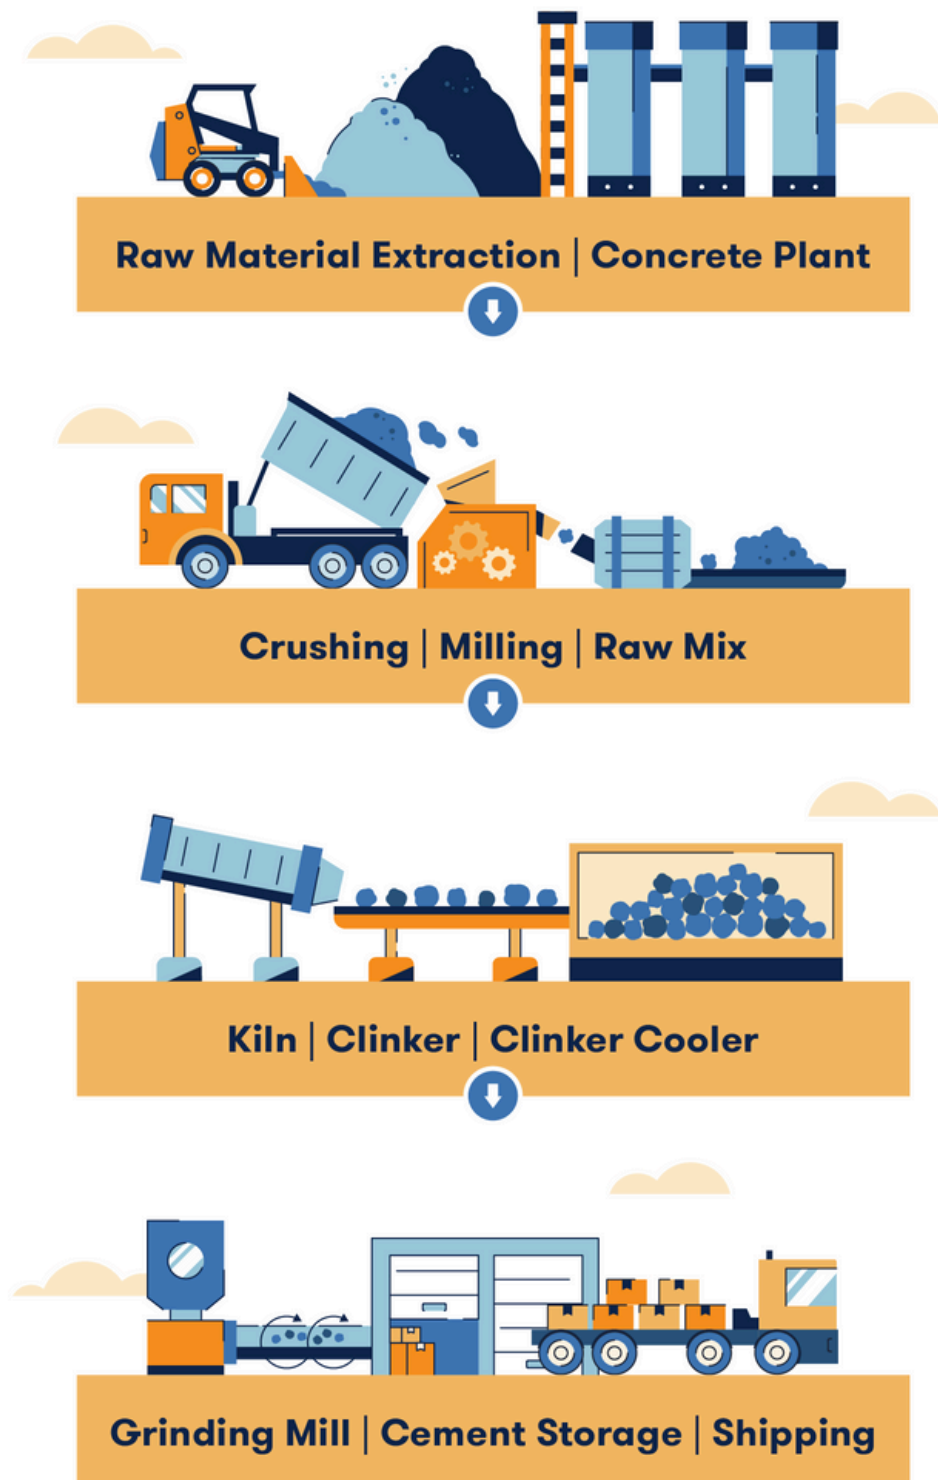 Raw Material Extraction | Concrete Plant
Crushing | Milling | Raw Mix
Kiln | Clinker | Clinker Cooler
Grinding Mill | Cement Storage | Shipping